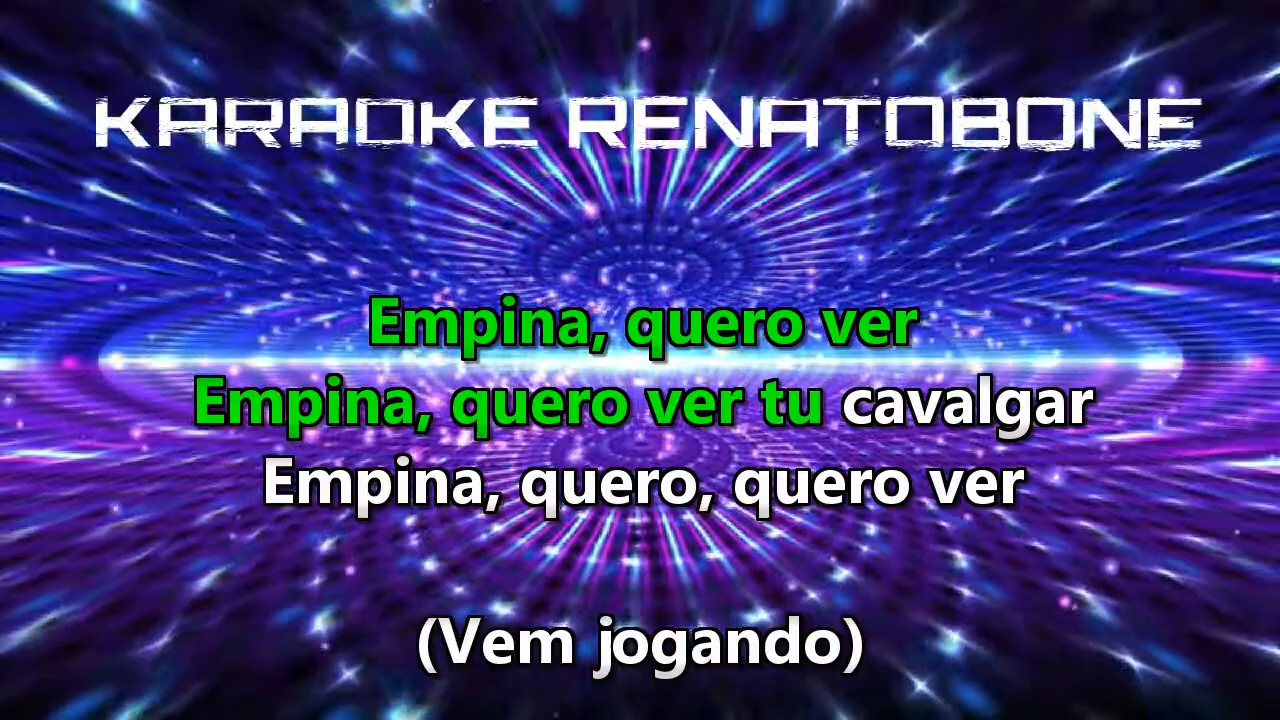 KARAOKE RENATOBONE
Empina, quero ver
Empina, quero ver tu cavalgar
Empina, quero, quero ver
(Vem jogando)